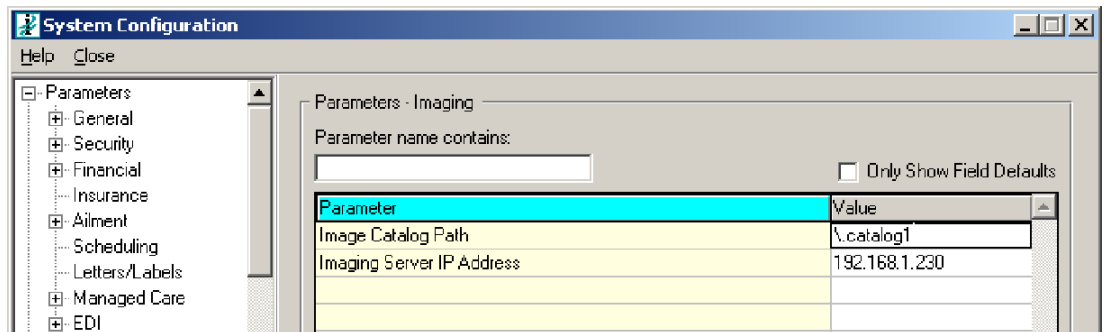 System Configuration
Help Close
Parameters
General
Security
Financial
Insurance
Ailment
Scheduling
Letters/Labels
Managed Care
EDI
Parameters - Imaging
Parameter name contains:
Only Show Field Defaults
Parameter Value
Image Catalog Path \.catalog1
Imaging Server IP Address 192.168.1.230